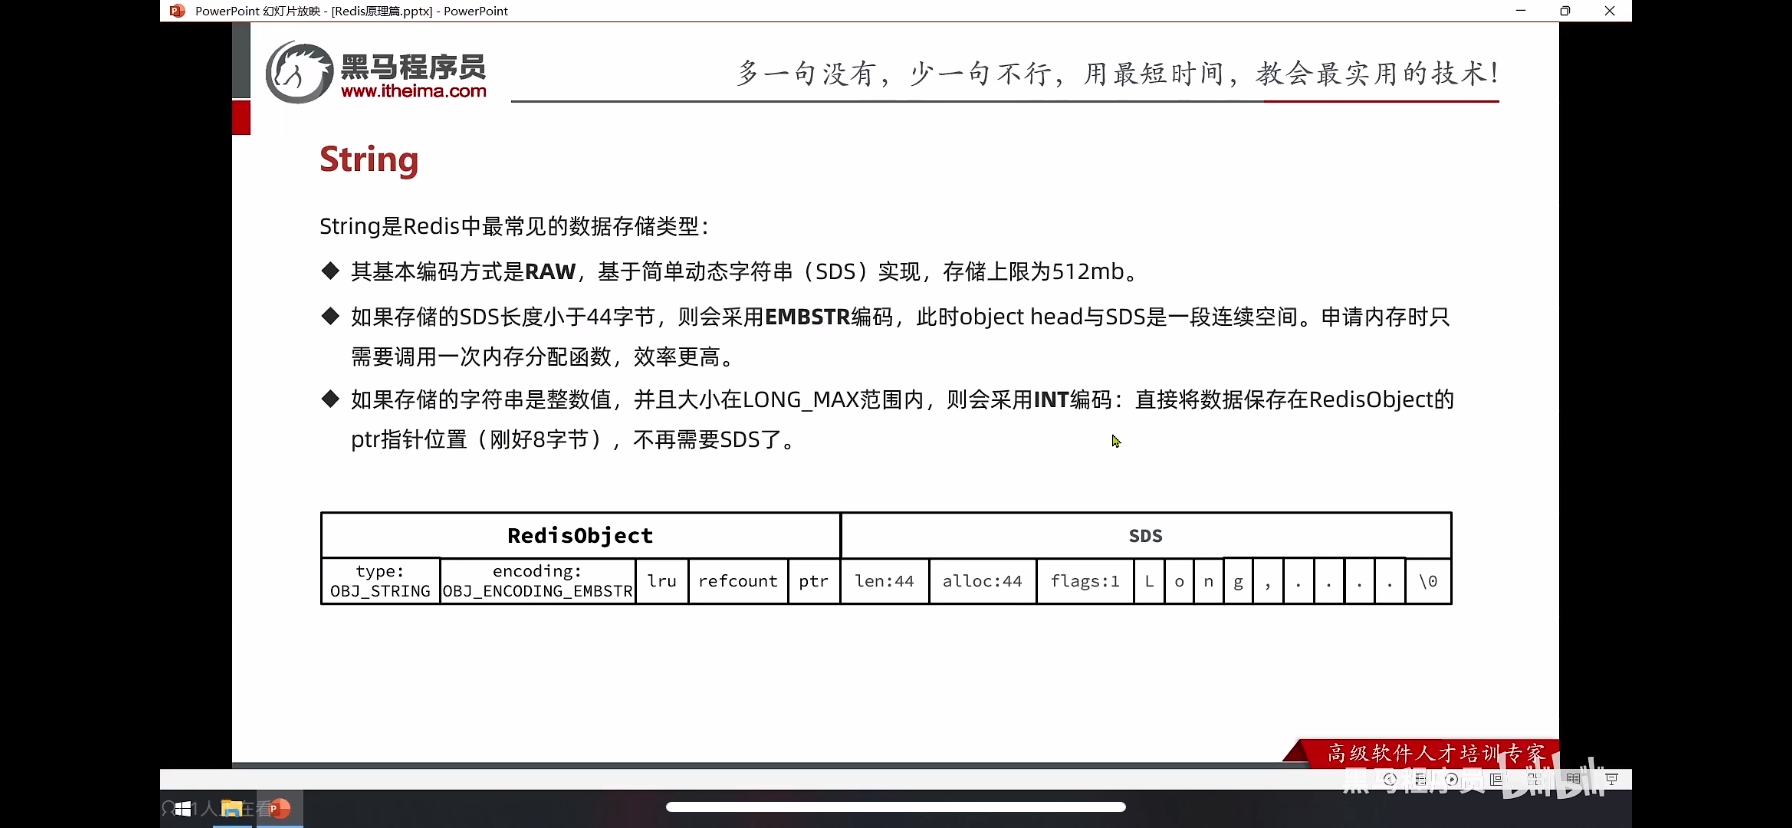 PowerPoint 幻灯片放映 - [Redis原理篇.pptx] - PowerPoint
黑马程序员
www.itheima.com
多一句没有，少一句不行，用最短时间，教会最实用的技术！
String
String是Redis中最常见的数据存储类型：
◆ 其基本编码方式是RAW，基于简单动态字符串（SDS）实现，存储上限为512mb。
◆ 如果存储的SDS长度小于44字节，则会采用EMBSTR编码，此时object head与SDS是一段连续空间。申请内存时只
需要调用一次内存分配函数，效率更高。
◆ 如果存储的字符串是整数值，并且大小在LONG_MAX范围内，则会采用INT编码：直接将数据保存在RedisObject的
ptr指针位置（刚好8字节），不再需要SDS了。
RedisObject SDS
type: OBJ_STRING encoding: OBJ_ENCODING_EMBSTR lru refcount ptr len:44 alloc:44 flags:1 L o n g , . . . . \0
高级软件人才培训专家
黑马程序员 bilibili
1人正在看